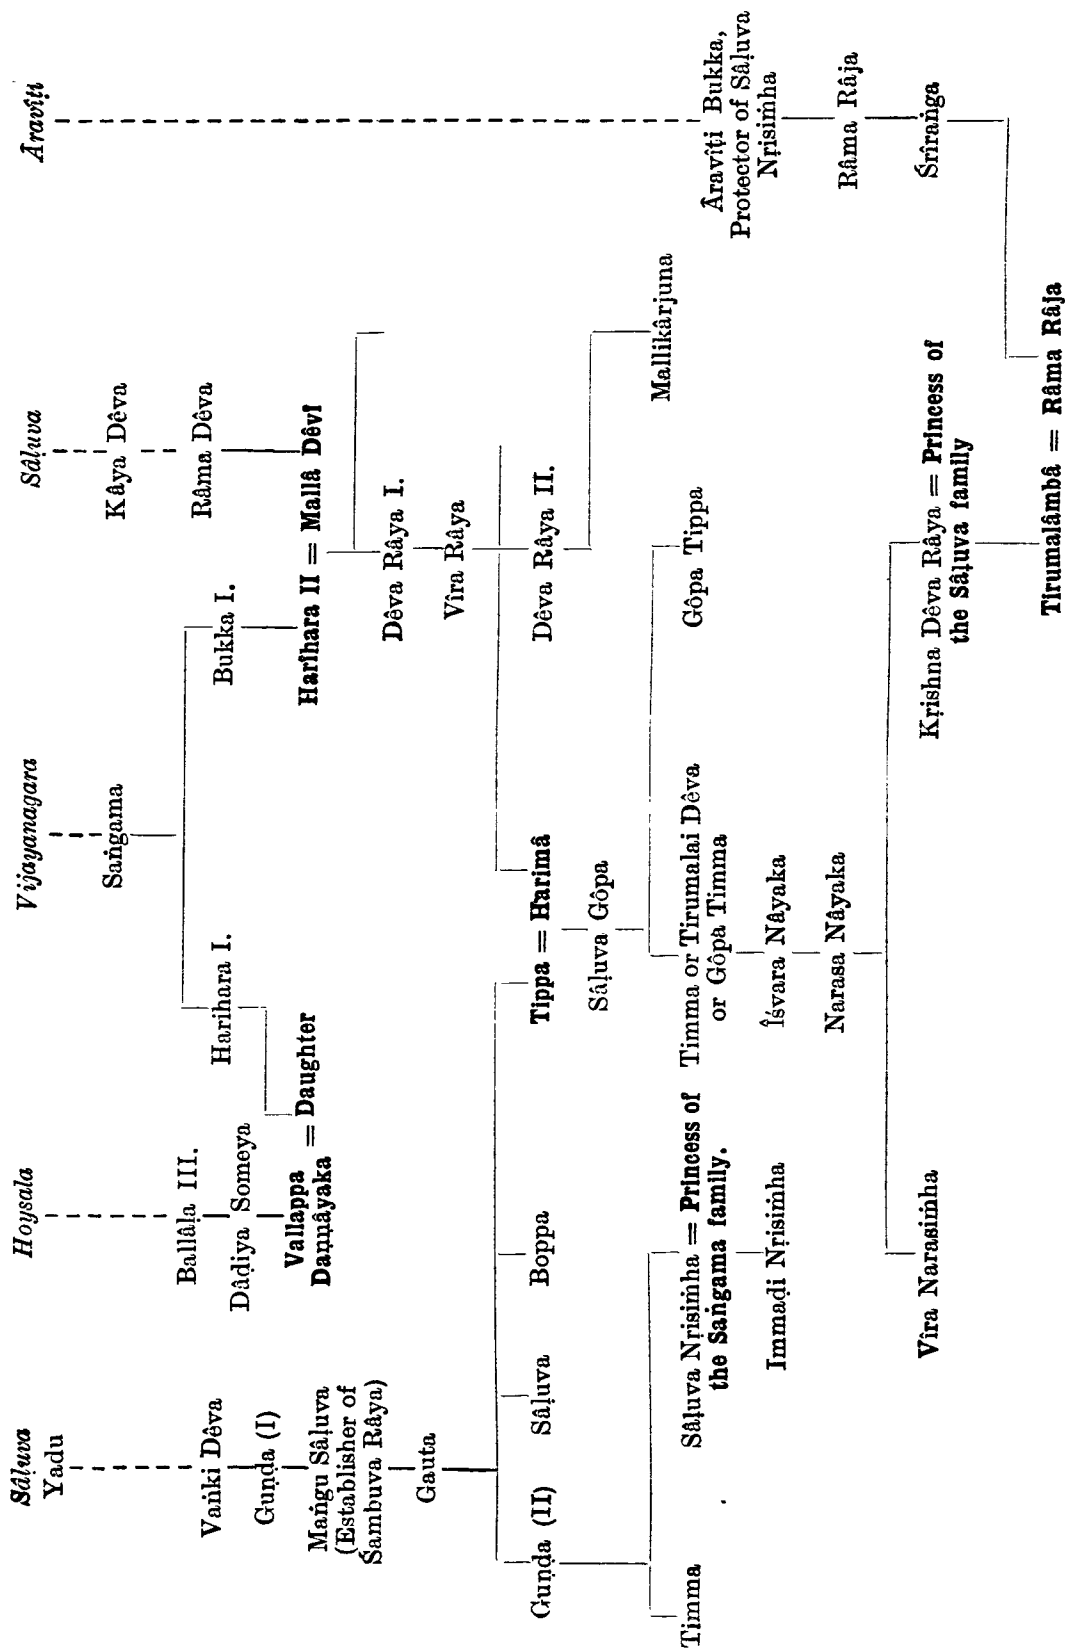 Sâḷuva
Yadu
Hoysala
Vijayanagara
Sâḷuva
Âravîṭi
Vaṅki Dêva
Guṇḍa (I)
Maṅgu Sâḷuva
(Establisher of
Śambuva Râya)
Gauta
Ballâḷa III.
Dâḍiya Someya
Vallappa
Daṇṇâyaka
= Daughter
Saṅgama
Harihara I.
Bukka I.
Kâya Dêva
Râma Dêva
Harihara II = Mallâ Dêvî
Dêva Râya I.
Vîra Râya
Guṇḍa (II)
Sâḷuva
Boppa
Tippa = Harimâ
Dêva Râya II.
Sâḷuva Gôpa
Timma
Sâḷuva Nṛisiṁha = Princess of
the Saṅgama family.
Timma or Tirumalai Dêva
or Gôpa Timma
Gôpa Tippa
Mallikârjuna
Âravîṭi Bukka,
Protector of Sâḷuva
Nṛisiṁha
Immaḍi Nṛisiṁha
Îśvara Nâyaka
Narasa Nâyaka
Râma Râja
Vîra Narasiṁha
Kṛishna Dêva Râya = Princess of
the Sâḷuva family
Śrîraṅga
Tirumalâmbâ = Râma Râja